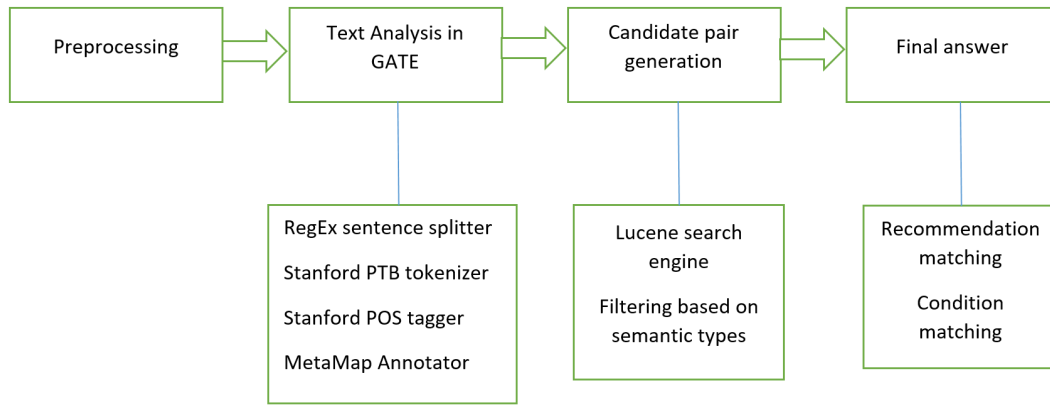 Preprocessing
Text Analysis in
GATE
Candidate pair
generation
Final answer
RegEx sentence splitter
Stanford PTB tokenizer
Stanford POS tagger
MetaMap Annotator
Lucene search
engine
Filtering based on
semantic types
Recommendation
matching
Condition
matching